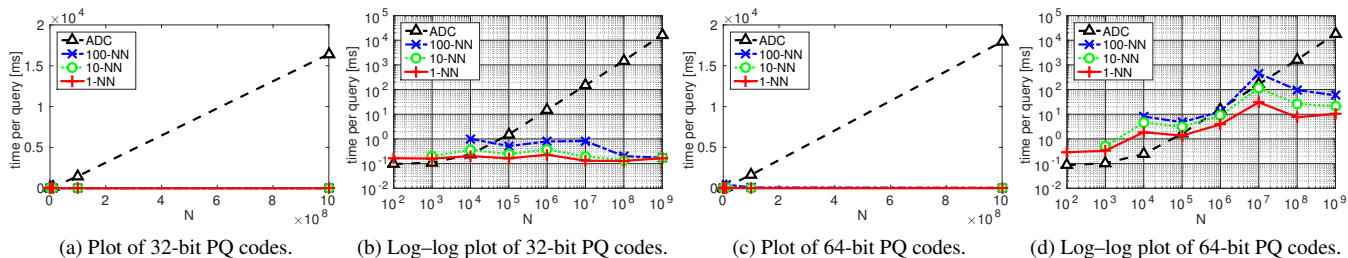 2 ×10^4
ADC
100-NN
10-NN
1-NN
time per query [ms]
1.5
1
0.5
0
0 2 4 6 8 10
N
×10^8
(a) Plot of 32-bit PQ codes.
10^5
10^4
10^3
10^2
10^1
10^0
10^-1
10^-2
ADC
100-NN
10-NN
1-NN
time per query [ms]
10^2 10^3 10^4 10^5 10^6 10^7 10^8 10^9
N
(b) Log–log plot of 32-bit PQ codes.
2 ×10^4
ADC
100-NN
10-NN
1-NN
time per query [ms]
1.5
1
0.5
0
0 2 4 6 8 10
N
×10^8
(c) Plot of 64-bit PQ codes.
10^5
10^4
10^3
10^2
10^1
10^0
10^-1
10^-2
ADC
100-NN
10-NN
1-NN
time per query [ms]
10^2 10^3 10^4 10^5 10^6 10^7 10^8 10^9
N
(d) Log–log plot of 64-bit PQ codes.